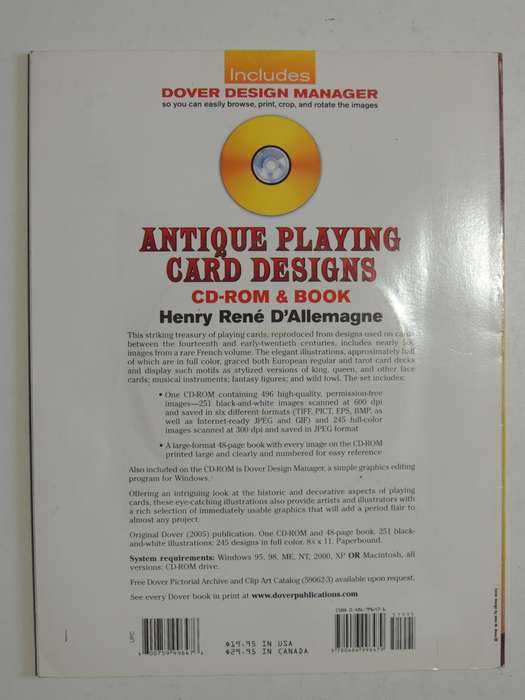 Includes
DOVER DESIGN MANAGER
so you can easily browse, print, crop, and rotate the images
ANTIQUE PLAYING
CARD DESIGNS
CD-ROM & BOOK
Henry René D'Allemagne
This striking treasury of playing cards, reproduced from designs used on cards
between the fourteenth and early-twentieth centuries, includes nearly 500
images from a rare French volume. The elegant illustrations, approximately half
of which are in full color, graced both European regular and tarot card decks
and display such motifs as stylized versions of king, queen, and other face
cards; musical instruments; fantasy figures; and wild fowl. The set includes:
• One CD-ROM containing 496 high-quality, permission-free
images—251 black-and-white images scanned at 600 dpi
and saved in six different formats (TIFF, PICT, EPS, BMP, as
well as Internet-ready JPEG and GIF) and 245 full-color
images scanned at 300 dpi and saved in JPEG format
• A large-format 48-page book with every image on the CD-ROM
printed large and clearly and numbered for easy reference
Also included on the CD-ROM is Dover Design Manager, a simple graphics editing
program for Windows.
Offering an intriguing look at the historic and decorative aspects of playing
cards, these eye-catching illustrations also provide artists and illustrators with
a rich selection of immediately usable graphics that will add a period flair to
almost any project.
Original Dover (2005) publication. One CD-ROM and 48-page book. 251 black-
and-white illustrations; 245 designs in full color. 8¼ x 11. Paperbound.
System requirements: Windows 95, 98, ME, NT, 2000, XP OR Macintosh, all
versions; CD-ROM drive.
Free Dover Pictorial Archive and Clip Art Catalog (59062-3) available upon request.
See every Dover book in print at www.doverpublications.com
ISBN 0-486-99647-6
51995
UPC
$19.95 IN USA
$29.95 IN CANADA